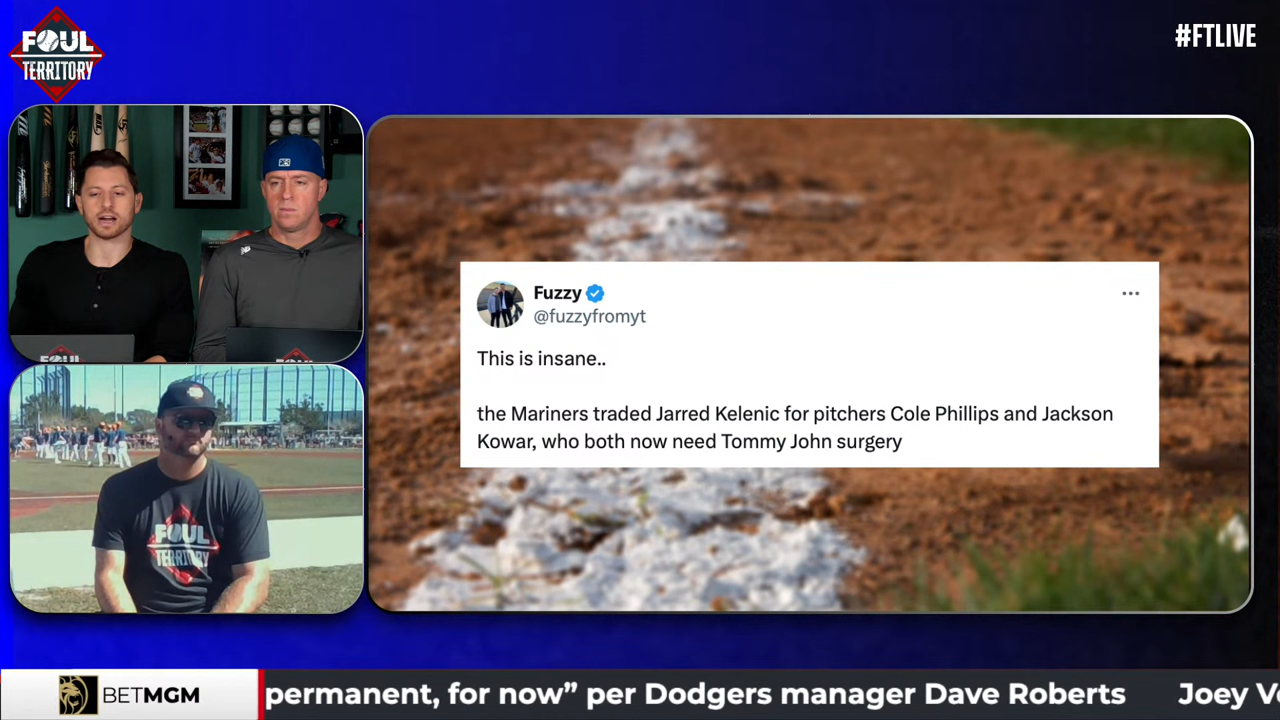 FOUL
TERRITORY
#FTLIVE
FOUL
FOUL
FOUL
TERRITORY
Fuzzy
@fuzzyfromyt
This is insane..
the Mariners traded Jarred Kelenic for pitchers Cole Phillips and Jackson
Kowar, who both now need Tommy John surgery
BETMGM
permanent, for now” per Dodgers manager Dave Roberts
Joey